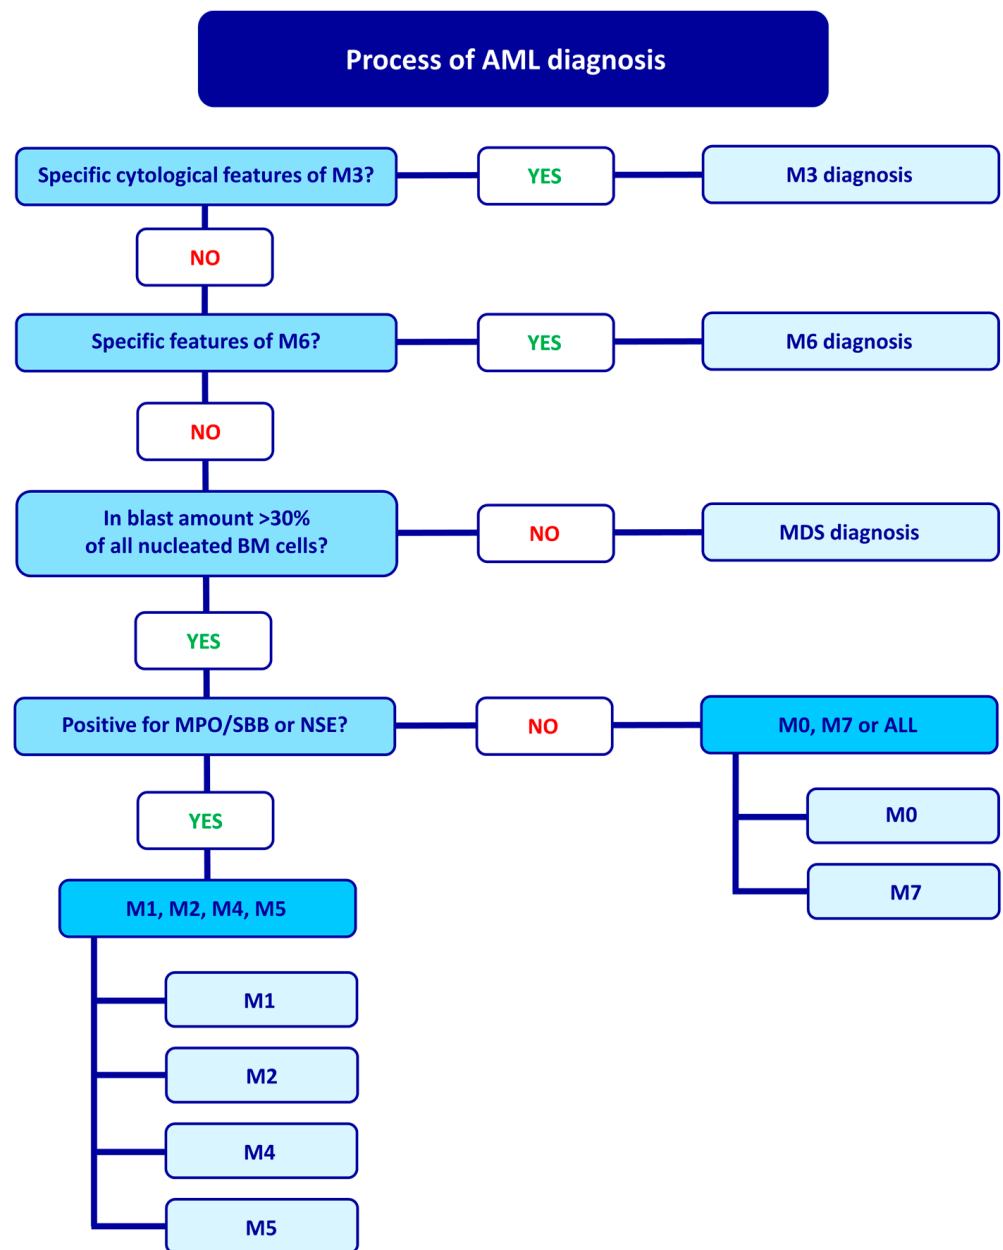 Process of AML diagnosis
Specific cytological features of M3?
YES
M3 diagnosis
NO
Specific features of M6?
YES
M6 diagnosis
NO
In blast amount >30%
of all nucleated BM cells?
NO
MDS diagnosis
YES
Positive for MPO/SBB or NSE?
NO
M0, M7 or ALL
M0
YES
M7
M1, M2, M4, M5
M1
M2
M4
M5